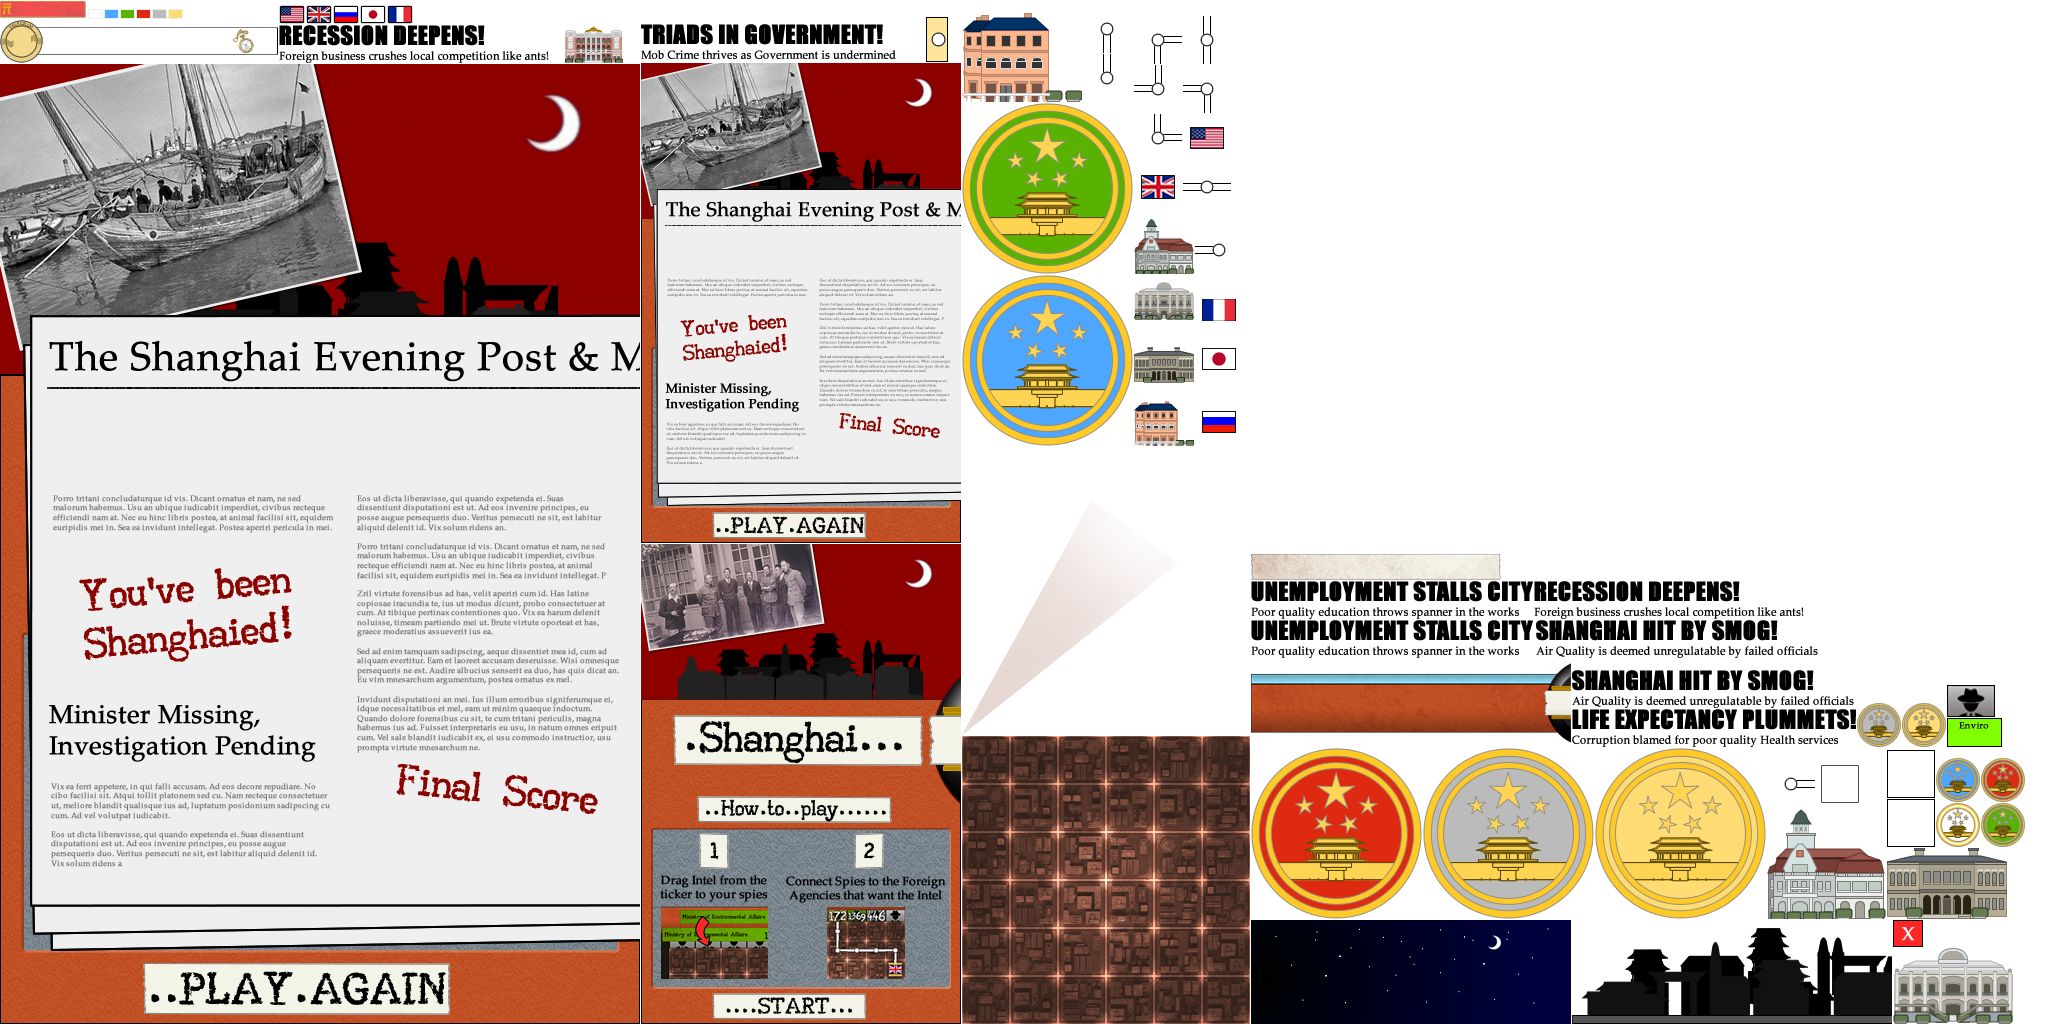 π
RECESSION DEEPENS!
Foreign business crushes local competition like ants!
The Shanghai Evening Post & M
Porro tritani concludaturque id vis. Dicant ornatus et nam, ne sed
malorum habemus. Usu an ubique iudicabit imperdiet, civibus recteque
efficiendi nam at. Nec eu hinc libris postea, at animal facilisi sit, equidem
euripidis mei in. Sea ea invidunt intellegat. Postea aperiri pericula in mei.
You've been
Shanghaied!
Minister Missing,
Investigation Pending
Vix ea ferri appetere, in qui falli accusam. Ad eos decore repudiare. No
cibo facilisi sit. Atqui tollit platonem sed cu. Nam recteque consectetuer
ut, meliore blandit qualisque ius ad, luptatum posidonium sadipscing cu
cum. Ad vel volutpat iudicabit.
Eos ut dicta liberavisse, qui quando expetenda ei. Suas dissentiunt
disputationi est ut. Ad eos invenire principes, eu posse augue
persequeris duo. Veritus persecuti ne sit, est labitur aliquid delenit id.
Vix solum ridens a
Eos ut dicta liberavisse, qui quando expetenda ei. Suas
dissentiunt disputationi est ut. Ad eos invenire principes, eu
posse augue persequeris duo. Veritus persecuti ne sit, est labitur
aliquid delenit id. Vix solum ridens an.
Porro tritani concludaturque id vis. Dicant ornatus et nam, ne sed
malorum habemus. Usu an ubique iudicabit imperdiet, civibus
recteque efficiendi nam at. Nec eu hinc libris postea, at animal
facilisi sit, equidem euripidis mei in. Sea ea invidunt intellegat. P
Zril virtute forensibus ad has, velit aperiri cum id. Has latine
copiosae iracundia te, ius ut modus dicunt, probo consectetuer at
cum. At tibique pertinax contentiones quo. Vix ea harum delenit
noluisse, timeam partiendo mei ut. Brute virtute oporteat et has,
graece moderatius assueverit ius ea.
Sed ad enim tamquam sadipscing, aeque dissentiet mea id, cum ad
aliquam evertitur. Eam et laoreet accusam deseruisse. Wisi omnesque
persequeris ne est. Audire albucius senserit ea duo, has quis dicat an.
Eu vim mnesarchum argumentum, postea ornatus ex mel.
Invidunt disputationi an mei. Ius illum erroribus signiferumque ei,
idque necessitatibus et mel, eam ut minim quaeque indoctum.
Quando dolore forensibus cu sit, te cum tritani periculis, magna
habemus ius ad. Fuisset interpretaris eu usu, in natum omnes eripuit
cum. Vel sale blandit iudicabit ex, ei usu commodo instructior, usu
prompta virtute mnesarchum ne.
Final Score
..PLAY.AGAIN
TRIADS IN GOVERNMENT!
Mob Crime thrives as Government is undermined
The Shanghai Evening Post & M
You've been
Shanghaied!
Minister Missing,
Investigation Pending
Final Score
..PLAY.AGAIN
.Shanghai...
..How.to..play......
1
2
Drag Intel from the
ticker to your spies
Connect Spies to the Foreign
Agencies that want the Intel
Ministry of Environmental Affairs
172 1369 446
....START...
UNEMPLOYMENT STALLS CITY
Poor quality education throws spanner in the works
RECESSION DEEPENS!
Foreign business crushes local competition like ants!
UNEMPLOYMENT STALLS CITY
Poor quality education throws spanner in the works
SHANGHAI HIT BY SMOG!
Air Quality is deemed unregulatable by failed officials
SHANGHAI HIT BY SMOG!
Air Quality is deemed unregulatable by failed officials
LIFE EXPECTANCY PLUMMETS!
Corruption blamed for poor quality Health services
Enviro
X